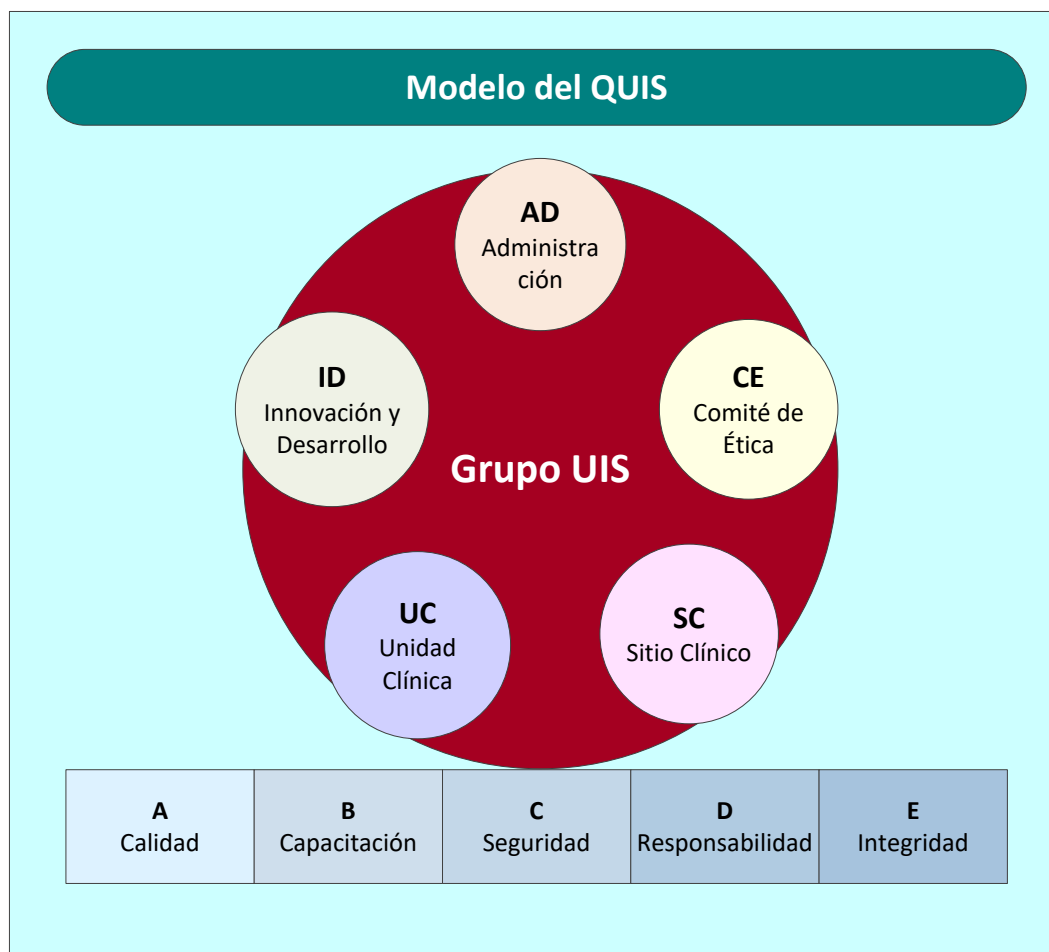 Modelo del QUIS
AD
Administra
ción
ID
Innovación y
Desarrollo
CE
Comité de
Ética
Grupo UIS
UC
Unidad
Clínica
SC
Sitio Clínico
A
Calidad
B
Capacitación
C
Seguridad
D
Responsabilidad
E
Integridad